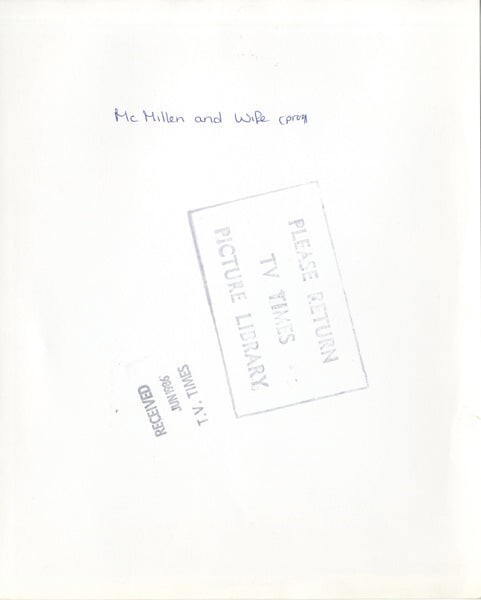 Mc Millen and Wife (prog)
PLEASE RETURN
TV TIMES
PICTURE LIBRARY
RECEIVED
JUN 1986
T.V. TIMES